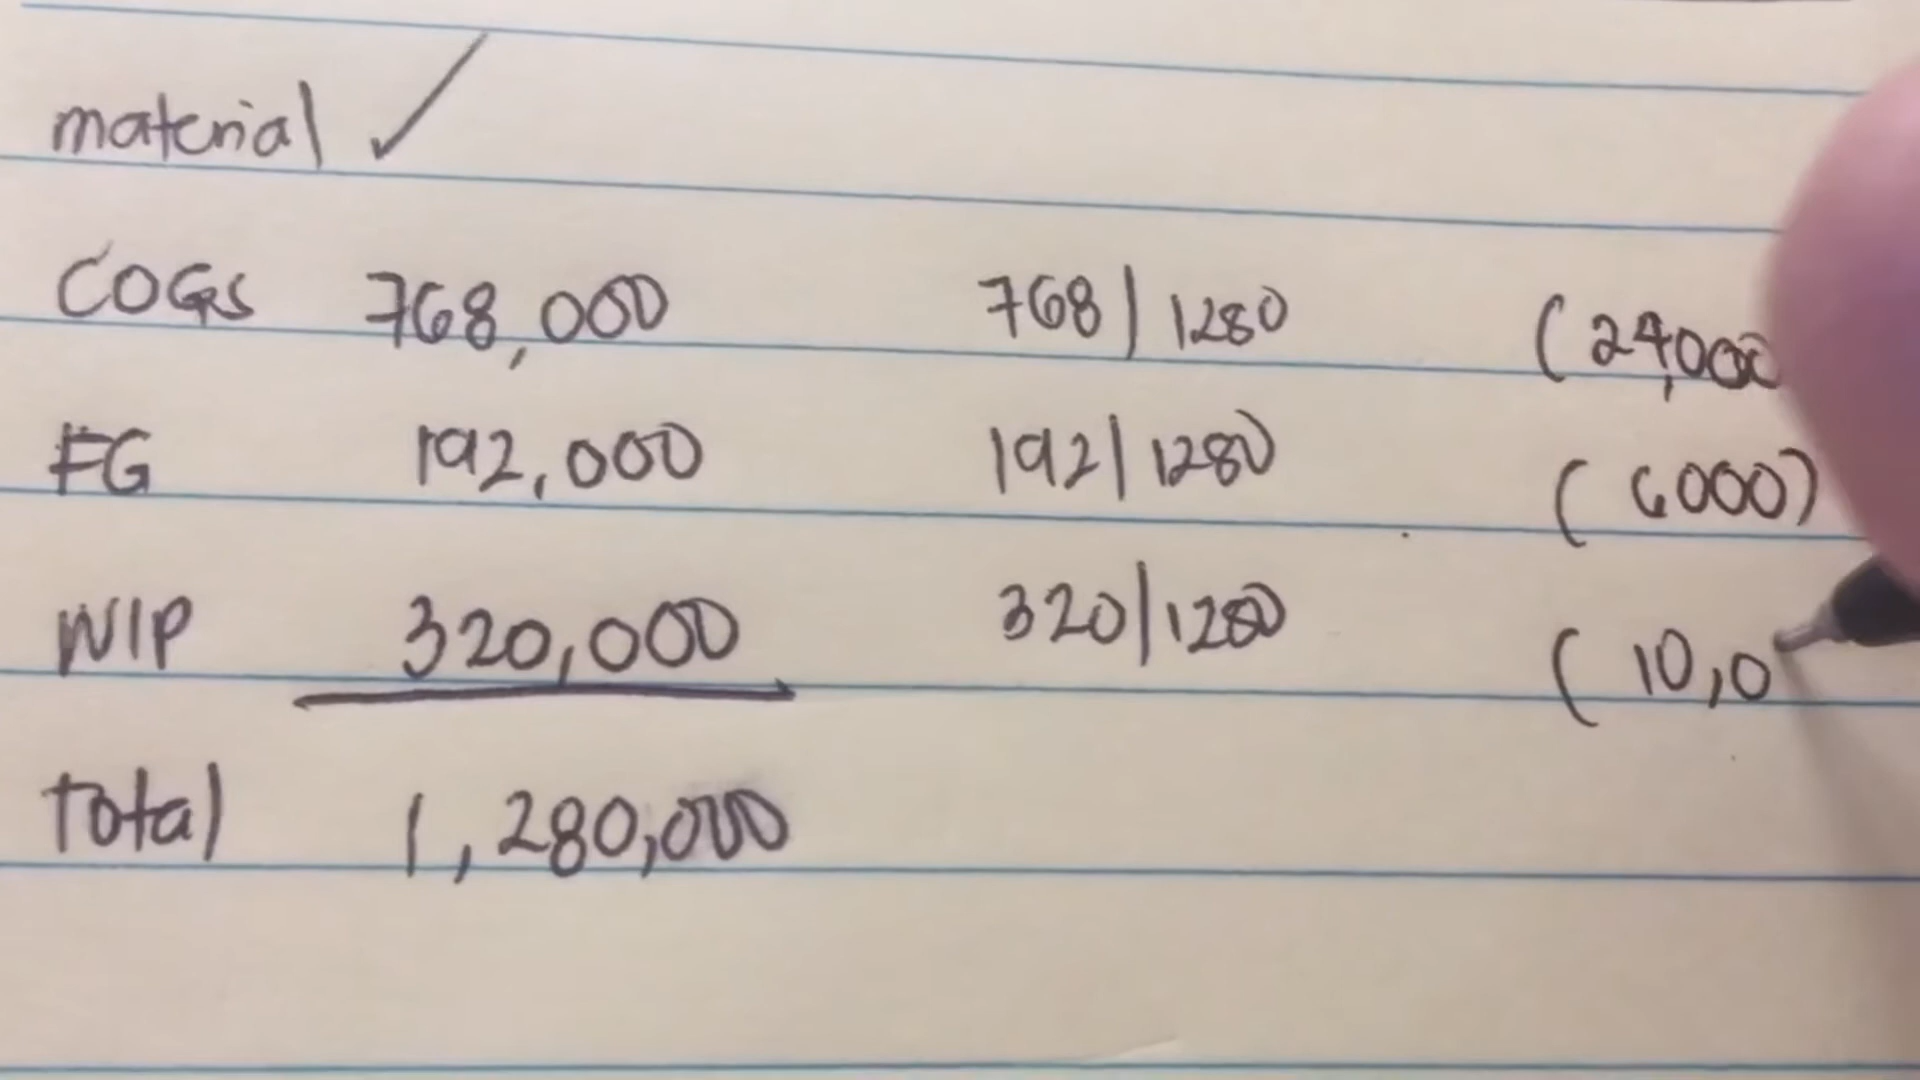 material ✓
COGS 768,000 768/1280 (24,000
FG 192,000 192/1280 (6000)
WIP 320,000 320/1280 (10,0
Total 1,280,000